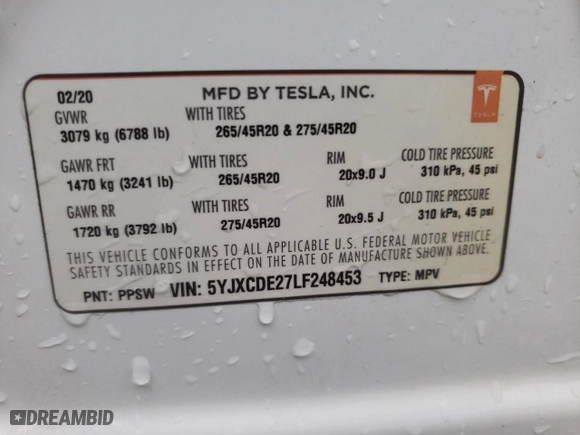 02/20
MFD BY TESLA, INC.
TESLA
GVWR WITH TIRES
3079 kg (6788 lb) 265/45R20 & 275/45R20
GAWR FRT WITH TIRES RIM COLD TIRE PRESSURE
1470 kg (3241 lb) 265/45R20 20x9.0 J 310 kPa, 45 psi
GAWR RR WITH TIRES RIM COLD TIRE PRESSURE
1720 kg (3792 lb) 275/45R20 20x9.5 J 310 kPa, 45 psi
THIS VEHICLE CONFORMS TO ALL APPLICABLE U.S. FEDERAL MOTOR VEHICLE
SAFETY STANDARDS IN EFFECT ON THE DATE OF MANUFACTURE SHOWN ABOVE.
PNT: PPSW VIN: 5YJXCDE27LF248453 TYPE: MPV
DREAMBID